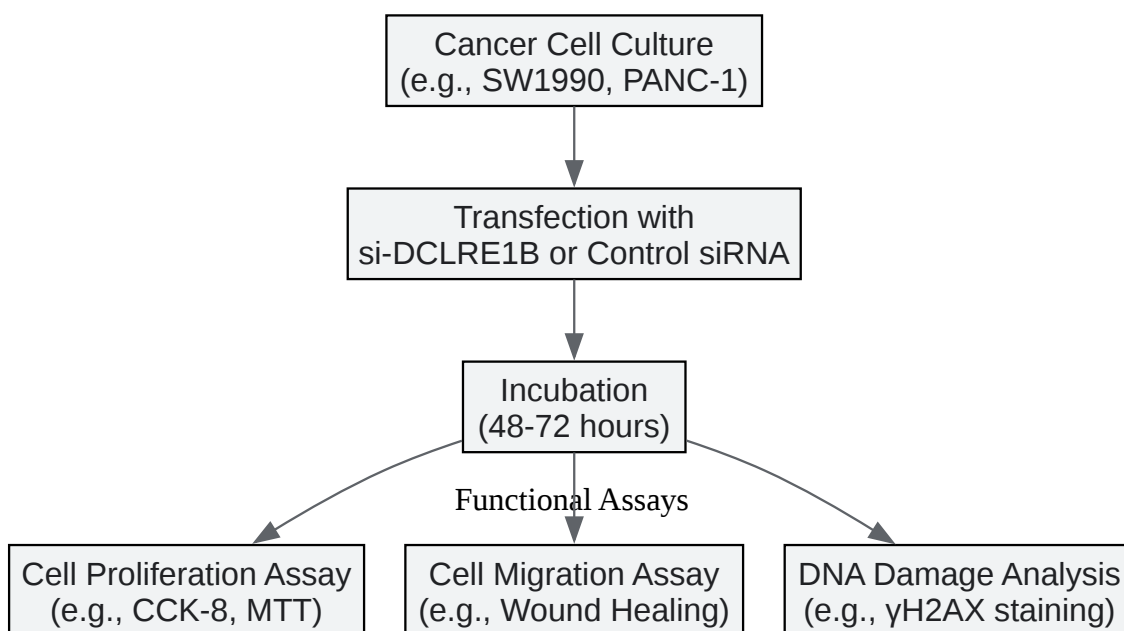 Cancer Cell Culture
(e.g., SW1990, PANC-1)
Transfection with
si-DCLRE1B or Control siRNA
Incubation
(48-72 hours)
Functional Assays
Cell Proliferation Assay
(e.g., CCK-8, MTT)
Cell Migration Assay
(e.g., Wound Healing)
DNA Damage Analysis
(e.g., γH2AX staining)